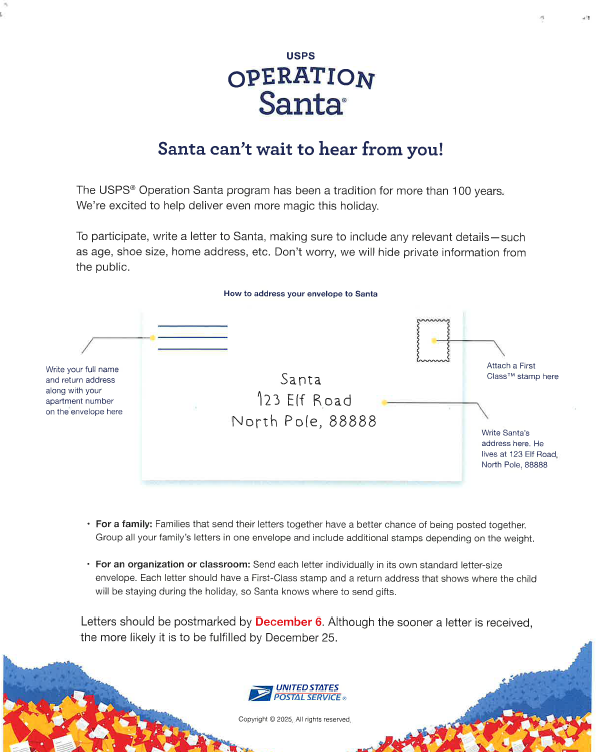 USPS
OPERATION
Santa®
Santa can't wait to hear from you!
The USPS® Operation Santa program has been a tradition for more than 100 years.
We're excited to help deliver even more magic this holiday.
To participate, write a letter to Santa, making sure to include any relevant details—such
as age, shoe size, home address, etc. Don't worry, we will hide private information from
the public.
How to address your envelope to Santa
Write your full name
and return address
along with your
apartment number
on the envelope here
Santa
123 Elf Road
North Pole, 88888
Attach a First
Class™ stamp here
Write Santa's
address here. He
lives at 123 Elf Road,
North Pole, 88888
• For a family: Families that send their letters together have a better chance of being posted together.
Group all your family's letters in one envelope and include additional stamps depending on the weight.
• For an organization or classroom: Send each letter individually in its own standard letter-size
envelope. Each letter should have a First-Class stamp and a return address that shows where the child
will be staying during the holiday, so Santa knows where to send gifts.
Letters should be postmarked by December 6. Although the sooner a letter is received,
the more likely it is to be fulfilled by December 25.
UNITED STATES
POSTAL SERVICE®
Copyright © 2025, All rights reserved.